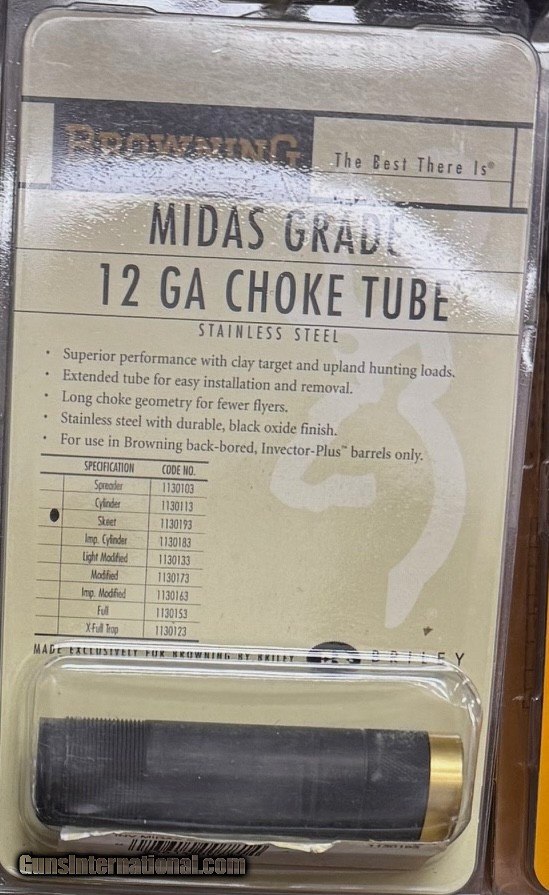 BROWNING
The Best There Is®
MIDAS GRADE
12 GA CHOKE TUBE
STAINLESS STEEL
• Superior performance with clay target and upland hunting loads.
• Extended tube for easy installation and removal.
• Long choke geometry for fewer flyers.
• Stainless steel with durable, black oxide finish.
• For use in Browning back-bored, Invector-Plus™ barrels only.
SPECIFICATION CODE NO.
Spreader 1130103
Cylinder 1130113
● Skeet 1130193
Imp. Cylinder 1130183
Light Modified 1130133
Modified 1130173
Imp. Modified 1130163
Full 1130153
X-Full Trap 1130123
MADE EXCLUSIVELY FOR BROWNING BY BRILEY BRILEY
GunsInternational.com